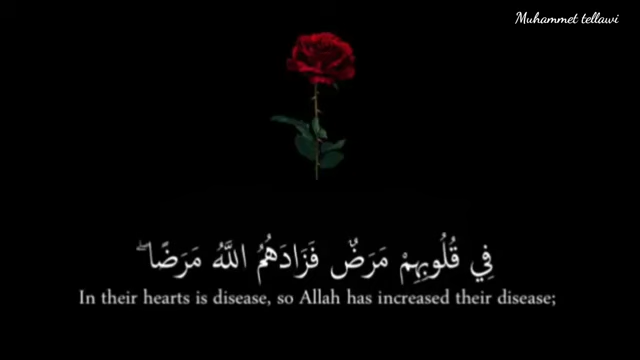 Muhammet tellawi
فِي قُلُوبِهِمْ مَرَضٌ فَزَادَهُمُ اللَّهُ مَرَضًا ۖ
In their hearts is disease, so Allah has increased their disease;